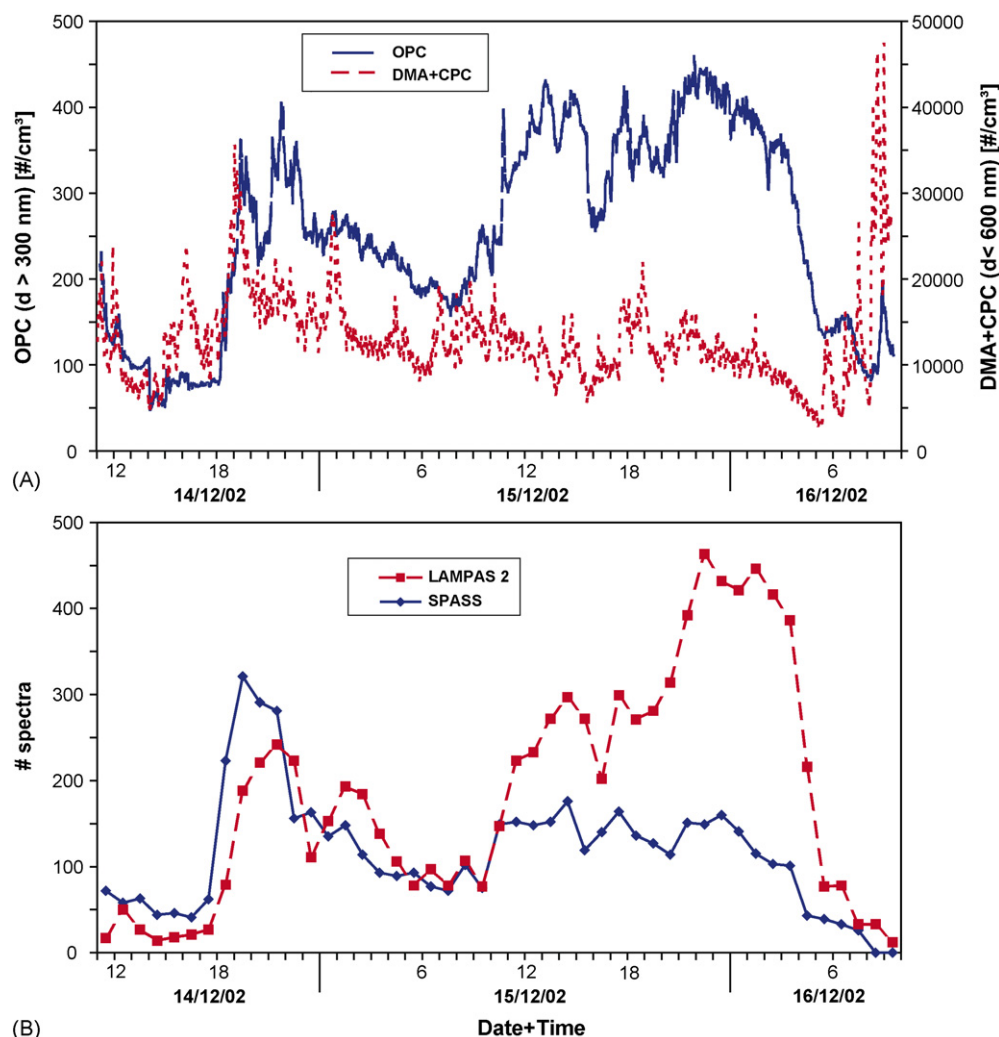 500
400
300
200
100
0
OPC (d > 300 nm) [#/cm³]
OPC
DMA+CPC
50000
40000
30000
20000
10000
0
DMA+CPC (d< 600 nm) [#/cm³]
12 18 6 12 18 6
14/12/02 15/12/02 16/12/02
(A)
500
400
300
200
100
0
# spectra
LAMPAS 2
SPASS
12 18 6 12 18 6
14/12/02 15/12/02 16/12/02
(B)
Date+Time